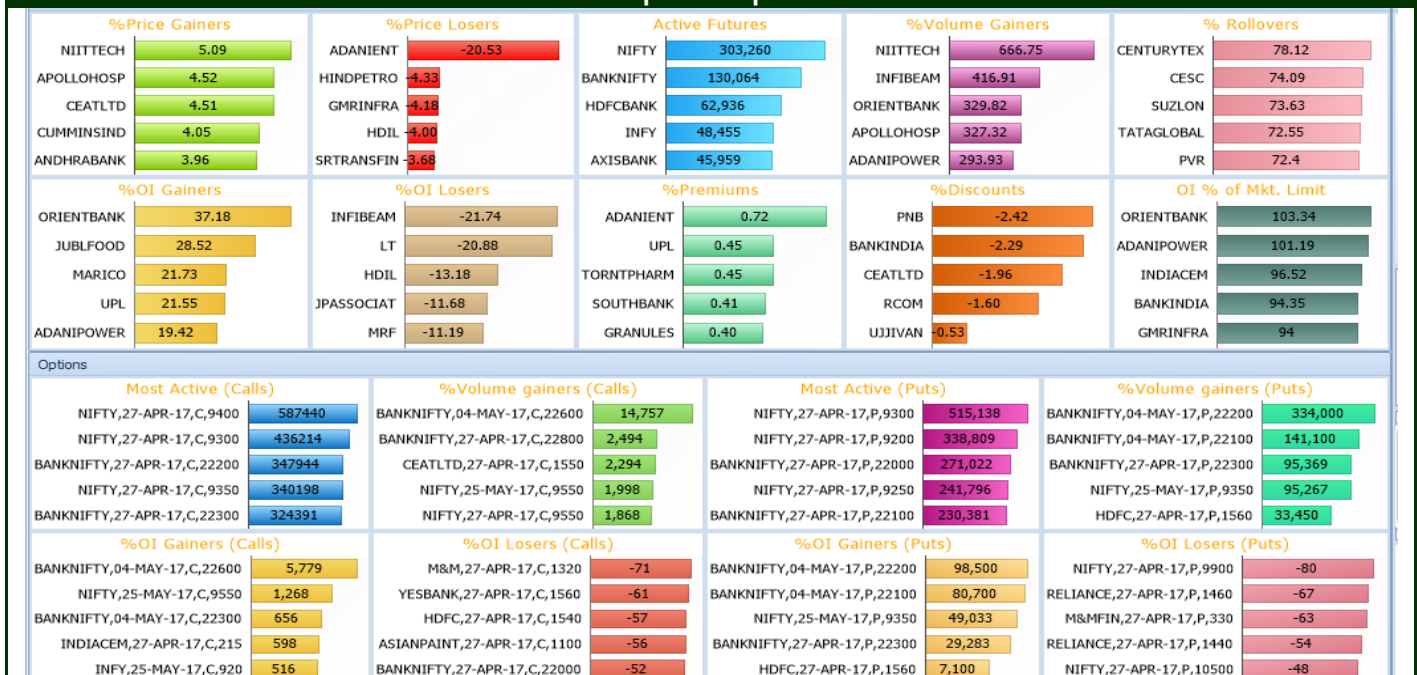 %Price Gainers
NIITTECH 5.09
APOLLOHOSP 4.52
CEATLTD 4.51
CUMMINSIND 4.05
ANDHRABANK 3.96
%Price Losers
ADANIENT -20.53
HINDPETRO -4.33
GMRINFRA -4.18
HDIL -4.00
SRTRANSFIN -3.68
Active Futures
NIFTY 303,260
BANKNIFTY 130,064
HDFCBANK 62,936
INFY 48,455
AXISBANK 45,959
%Volume Gainers
NIITTECH 666.75
INFIBEAM 416.91
ORIENTBANK 329.82
APOLLOHOSP 327.32
ADANIPOWER 293.93
% Rollovers
CENTURYTEX 78.12
CESC 74.09
SUZLON 73.63
TATAGLOBAL 72.55
PVR 72.4
%OI Gainers
ORIENTBANK 37.18
JUBLFOOD 28.52
MARICO 21.73
UPL 21.55
ADANIPOWER 19.42
%OI Losers
INFIBEAM -21.74
LT -20.88
HDIL -13.18
JPASSOCIAT -11.68
MRF -11.19
%Premiums
ADANIENT 0.72
UPL 0.45
TORNTPHARM 0.45
SOUTHBANK 0.41
GRANULES 0.40
%Discounts
PNB -2.42
BANKINDIA -2.29
CEATLTD -1.96
RCOM -1.60
UJJIVAN -0.53
OI % of Mkt. Limit
ORIENTBANK 103.34
ADANIPOWER 101.19
INDIACEM 96.52
BANKINDIA 94.35
GMRINFRA 94
Options
Most Active (Calls)
NIFTY,27-APR-17,C,9400 587440
NIFTY,27-APR-17,C,9300 436214
BANKNIFTY,27-APR-17,C,22200 347944
NIFTY,27-APR-17,C,9350 340198
BANKNIFTY,27-APR-17,C,22300 324391
%Volume gainers (Calls)
BANKNIFTY,04-MAY-17,C,22600 14,757
BANKNIFTY,27-APR-17,C,22800 2,494
CEATLTD,27-APR-17,C,1550 2,294
NIFTY,25-MAY-17,C,9550 1,998
NIFTY,27-APR-17,C,9550 1,868
Most Active (Puts)
NIFTY,27-APR-17,P,9300 515,138
NIFTY,27-APR-17,P,9200 338,809
BANKNIFTY,27-APR-17,P,22000 271,022
NIFTY,27-APR-17,P,9250 241,796
BANKNIFTY,27-APR-17,P,22100 230,381
%Volume gainers (Puts)
BANKNIFTY,04-MAY-17,P,22200 334,000
BANKNIFTY,04-MAY-17,P,22100 141,100
BANKNIFTY,27-APR-17,P,22300 95,369
NIFTY,25-MAY-17,P,9350 95,267
HDFC,27-APR-17,P,1560 33,450
%OI Gainers (Calls)
BANKNIFTY,04-MAY-17,C,22600 5,779
NIFTY,25-MAY-17,C,9550 1,268
BANKNIFTY,04-MAY-17,C,22300 656
INDIACEM,27-APR-17,C,215 598
INFY,25-MAY-17,C,920 516
%OI Losers (Calls)
M&M,27-APR-17,C,1320 -71
YESBANK,27-APR-17,C,1560 -61
HDFC,27-APR-17,C,1540 -57
ASIANPAINT,27-APR-17,C,1100 -56
BANKNIFTY,27-APR-17,C,22000 -52
%OI Gainers (Puts)
BANKNIFTY,04-MAY-17,P,22200 98,500
BANKNIFTY,04-MAY-17,P,22100 80,700
NIFTY,25-MAY-17,P,9350 49,033
BANKNIFTY,27-APR-17,P,22300 29,283
HDFC,27-APR-17,P,1560 7,100
%OI Losers (Puts)
NIFTY,27-APR-17,P,9900 -80
RELIANCE,27-APR-17,P,1460 -67
M&MFIN,27-APR-17,P,330 -63
RELIANCE,27-APR-17,P,1440 -54
NIFTY,27-APR-17,P,10500 -48